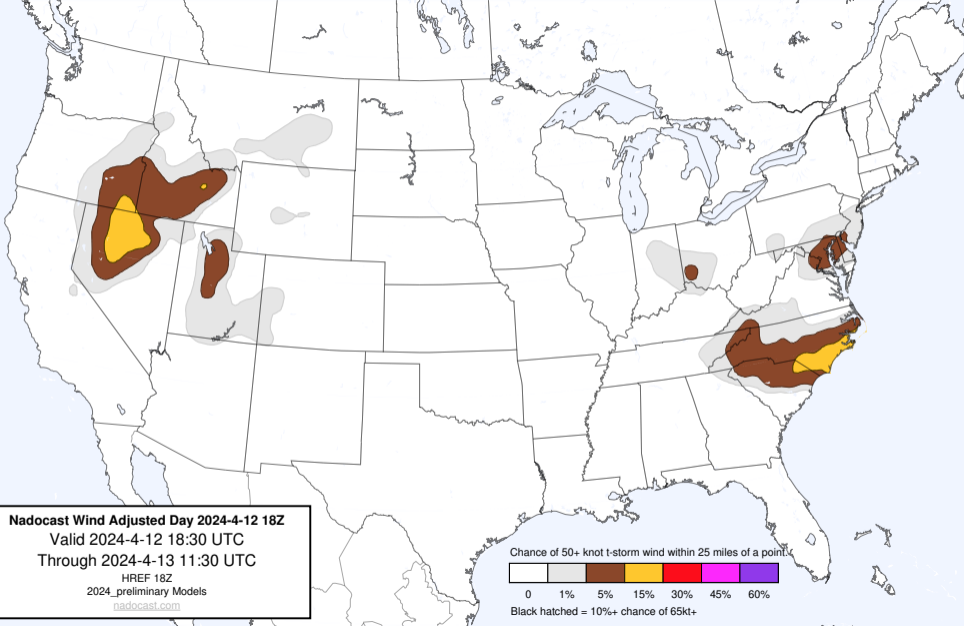 Nadocast Wind Adjusted Day 2024-4-12 18Z
Valid 2024-4-12 18:30 UTC
Through 2024-4-13 11:30 UTC
HREF 18Z
2024_preliminary Models
nadocast.com
Chance of 50+ knot t-storm wind within 25 miles of a point.
0 1% 5% 15% 30% 45% 60%
Black hatched = 10%+ chance of 65kt+